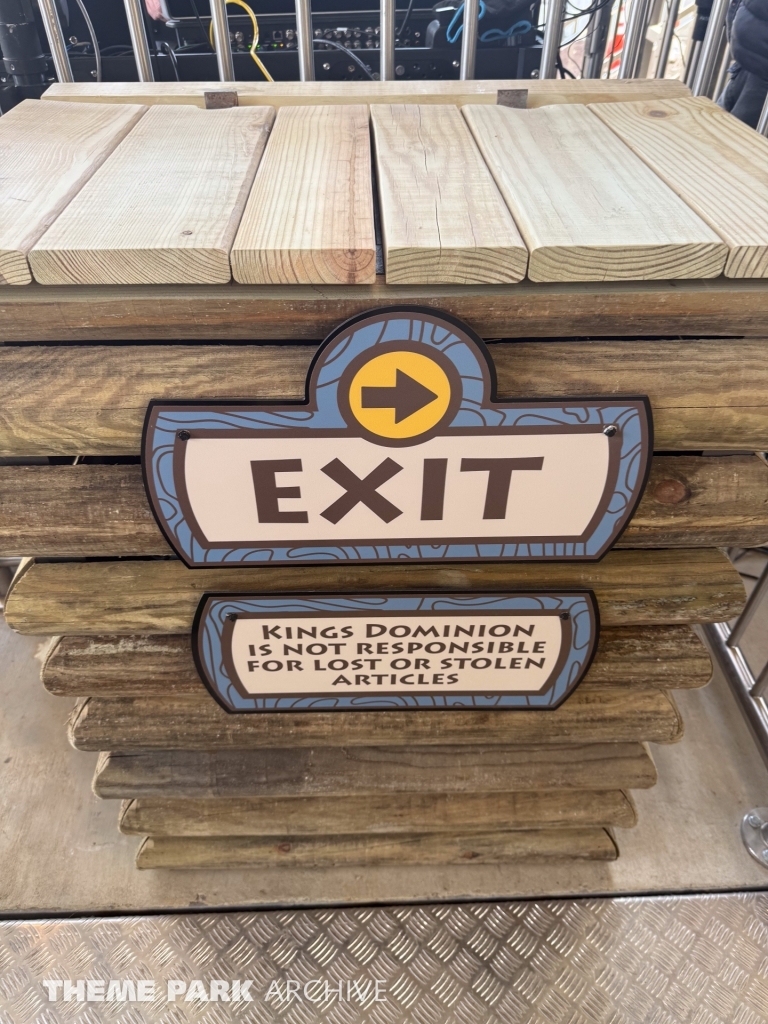 EXIT
KINGS DOMINION
IS NOT RESPONSIBLE
FOR LOST OR STOLEN
ARTICLES
THEME PARK ARCHIVE